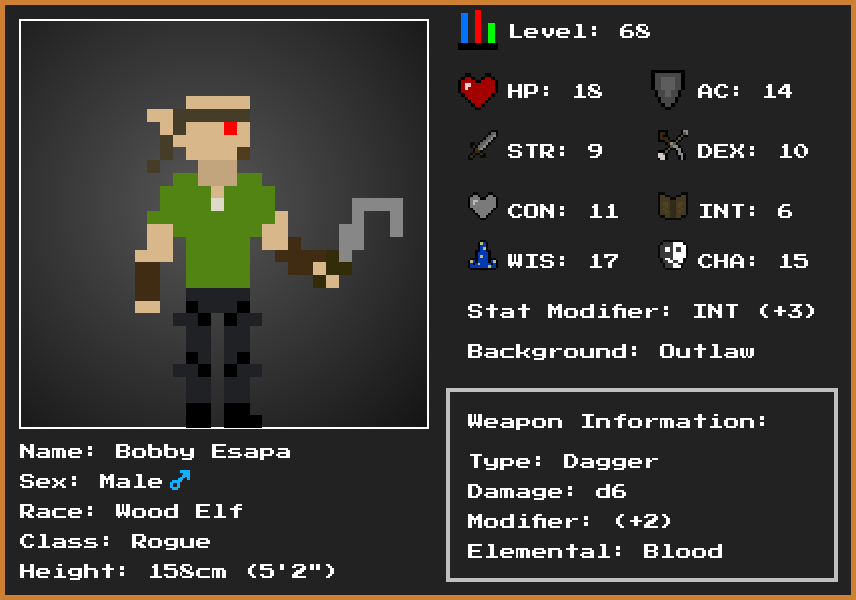 Level: 68
HP: 18
AC: 14
STR: 9
DEX: 10
CON: 11
INT: 6
WIS: 17
CHA: 15
Stat Modifier: INT (+3)
Background: Outlaw
Weapon Information:
Type: Dagger
Damage: d6
Modifier: (+2)
Elemental: Blood
Name: Bobby Esapa
Sex: Male♂
Race: Wood Elf
Class: Rogue
Height: 158cm (5'2")